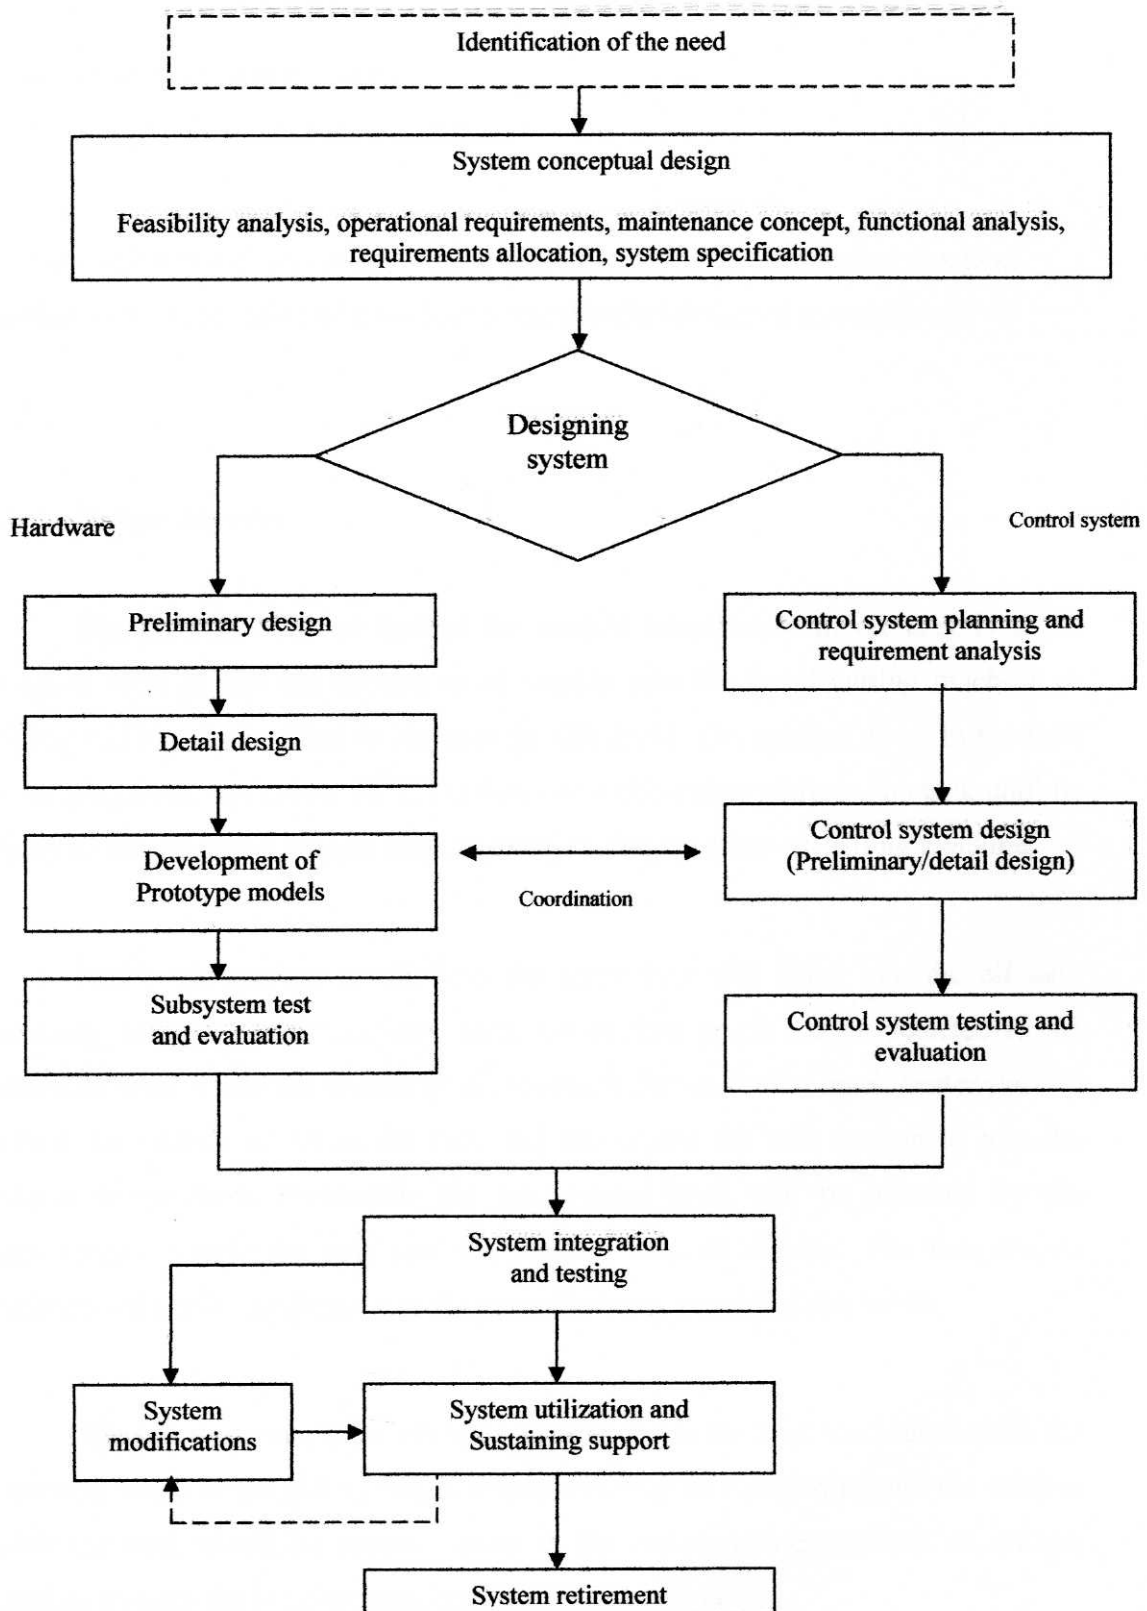 Identification of the need
System conceptual design
Feasibility analysis, operational requirements, maintenance concept, functional analysis,
requirements allocation, system specification
Designing
system
Hardware
Control system
Preliminary design
Control system planning and
requirement analysis
Detail design
Development of
Prototype models
Coordination
Control system design
(Preliminary/detail design)
Subsystem test
and evaluation
Control system testing and
evaluation
System integration
and testing
System
modifications
System utilization and
Sustaining support
System retirement